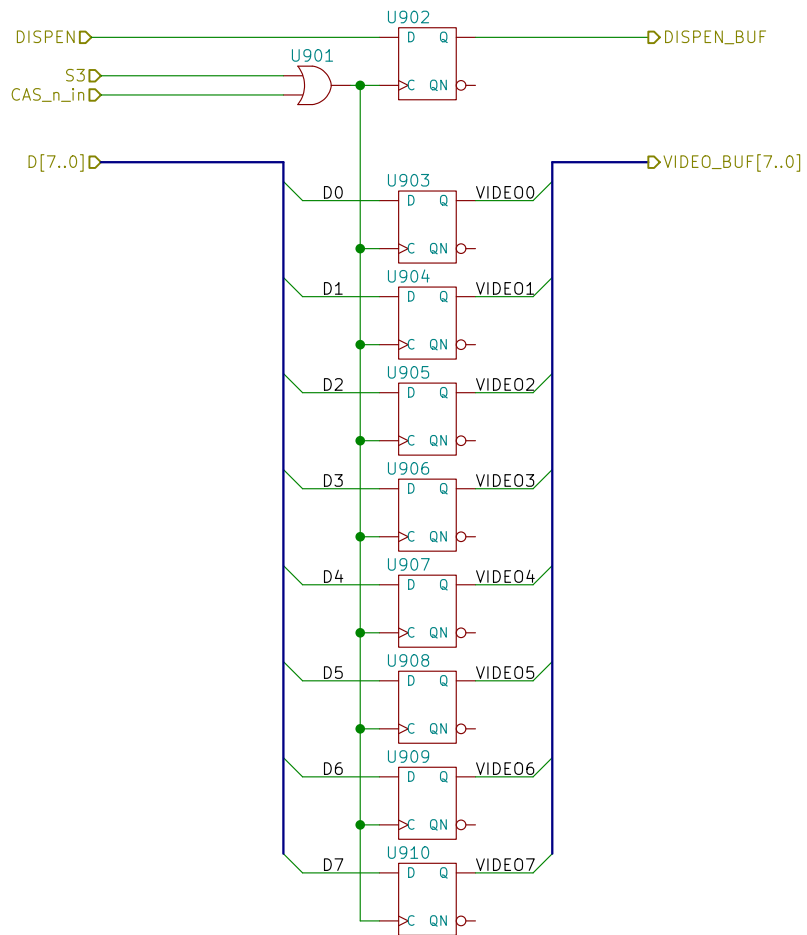 U902
DISPEN D Q DISPEN_BUF
U901
S3
CAS_n_in C QN
D[7..0] VIDEO_BUF[7..0]
U903
D0 D Q VIDEO0
C QN
U904
D1 D Q VIDEO1
C QN
U905
D2 D Q VIDEO2
C QN
U906
D3 D Q VIDEO3
C QN
U907
D4 D Q VIDEO4
C QN
U908
D5 D Q VIDEO5
C QN
U909
D6 D Q VIDEO6
C QN
U910
D7 D Q VIDEO7
C QN